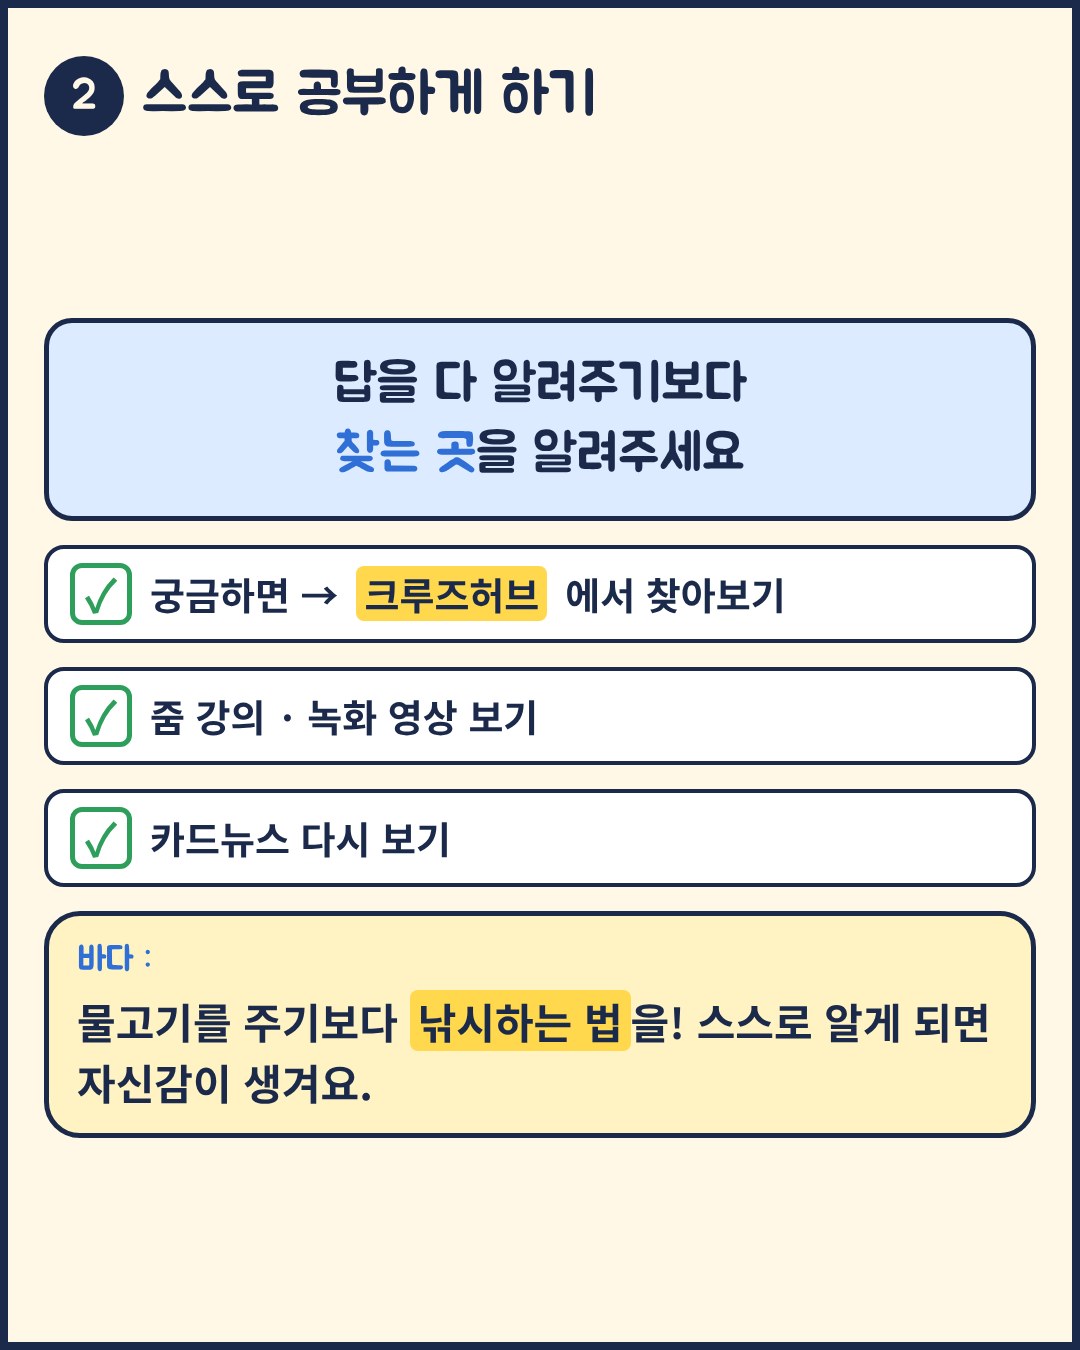 2 스스로 공부하게 하기
답을 다 알려주기보다
찾는 곳을 알려주세요
✓ 궁금하면 → 크루즈허브 에서 찾아보기
✓ 줌 강의 · 녹화 영상 보기
✓ 카드뉴스 다시 보기
바다 :
물고기를 주기보다 낚시하는 법을! 스스로 알게 되면
자신감이 생겨요.